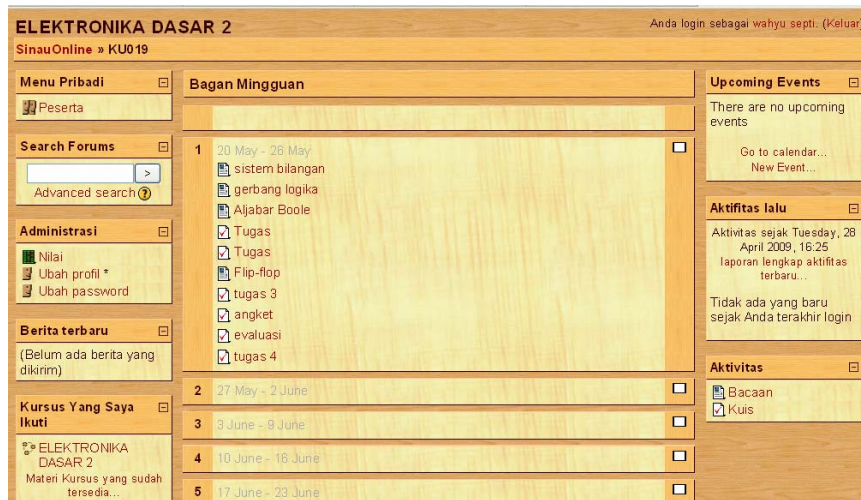 ELEKTRONIKA DASAR 2
Anda login sebagai wahyu septi. (Keluar)
SinauOnline » KU019
Menu Pribadi
Peserta
Search Forums
>
Advanced search ?
Administrasi
Nilai
Ubah profil *
Ubah password
Berita terbaru
(Belum ada berita yang
dikirim)
Kursus Yang Saya
Ikuti
ELEKTRONIKA
DASAR 2
Materi Kursus yang sudah
tersedia...
Bagan Mingguan
1
20 May - 26 May
sistem bilangan
gerbang logika
Aljabar Boole
Tugas
Tugas
Flip-flop
tugas 3
angket
evaluasi
tugas 4
2 27 May - 2 June
3 3 June - 9 June
4 10 June - 16 June
5 17 June - 23 June
Upcoming Events
There are no upcoming
events
Go to calendar...
New Event...
Aktifitas lalu
Aktivitas sejak Tuesday, 28
April 2009, 16:25
laporan lengkap aktifitas
terbaru...
Tidak ada yang baru
sejak Anda terakhir login
Aktivitas
Bacaan
Kuis